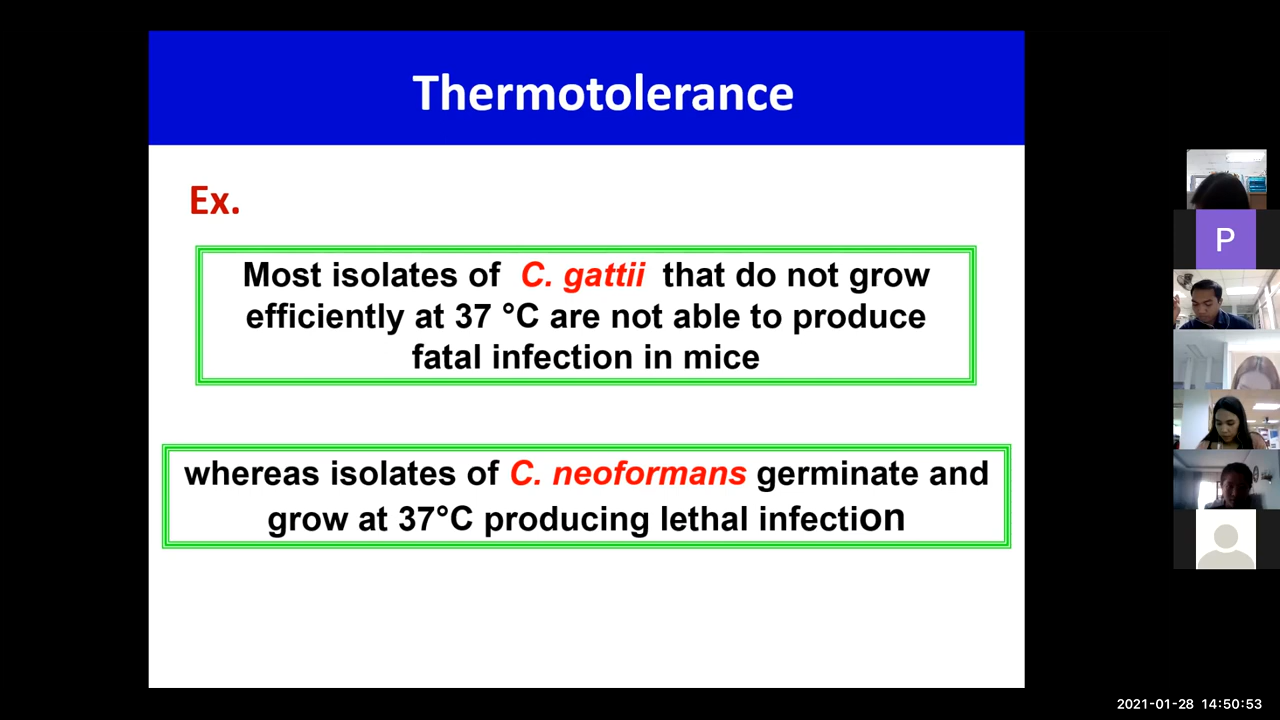 Thermotolerance
Ex.
Most isolates of C. gattii that do not grow
efficiently at 37 °C are not able to produce
fatal infection in mice
whereas isolates of C. neoformans germinate and
grow at 37°C producing lethal infection
P
2021-01-28 14:50:53